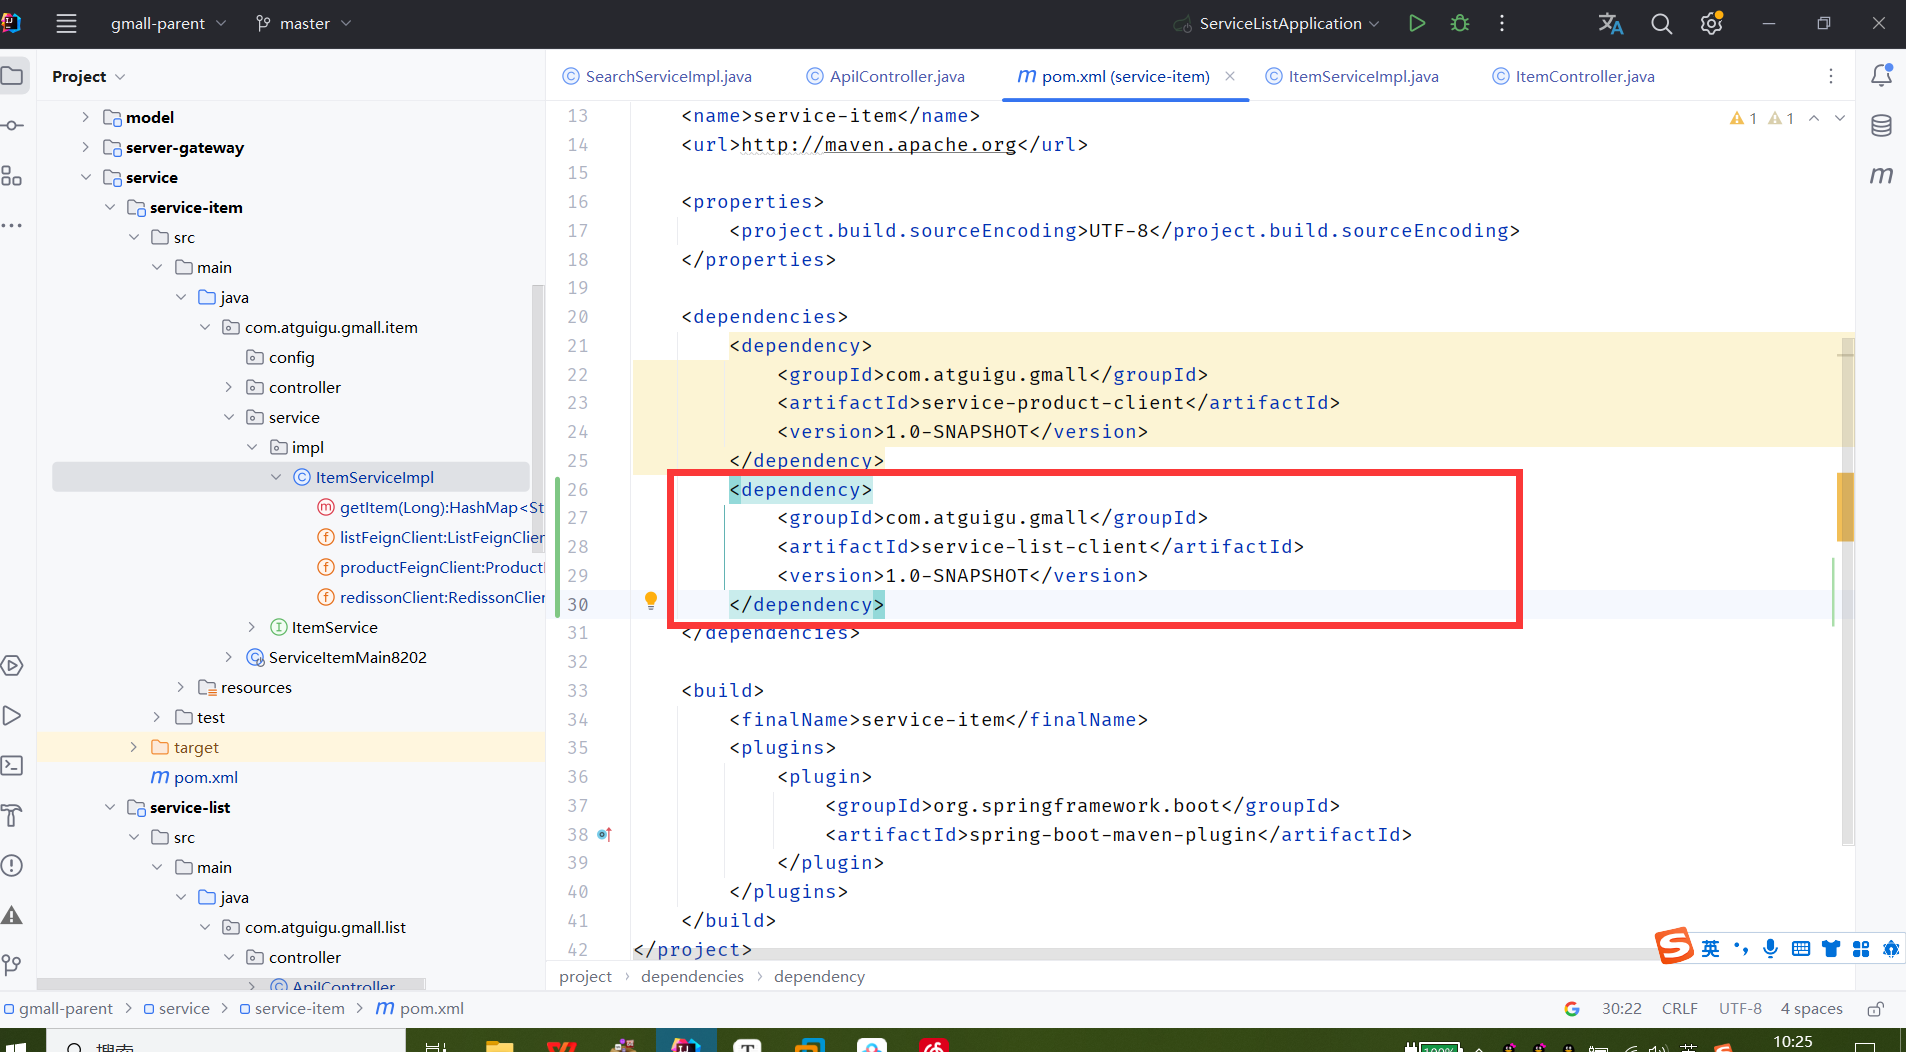 gmall-parent
master
ServiceListApplication
Project
SearchServiceImpl.java
ApiIController.java
pom.xml (service-item)
ItemServiceImpl.java
ItemController.java
model
server-gateway
service
service-item
src
main
java
com.atguigu.gmall.item
config
controller
service
impl
ItemServiceImpl
getItem(Long):HashMap<St
listFeignClient:ListFeignClien
productFeignClient:Product
redissonClient:RedissonClien
ItemService
ServiceItemMain8202
resources
test
target
pom.xml
service-list
src
main
java
com.atguigu.gmall.list
controller
ApiIController
1 1
13 <name>service-item</name>
14 <url>http://maven.apache.org</url>
15
16 <properties>
17 <project.build.sourceEncoding>UTF-8</project.build.sourceEncoding>
18 </properties>
19
20 <dependencies>
21 <dependency>
22 <groupId>com.atguigu.gmall</groupId>
23 <artifactId>service-product-client</artifactId>
24 <version>1.0-SNAPSHOT</version>
25 </dependency>
26 <dependency>
27 <groupId>com.atguigu.gmall</groupId>
28 <artifactId>service-list-client</artifactId>
29 <version>1.0-SNAPSHOT</version>
30 </dependency>
31 </dependencies>
32
33 <build>
34 <finalName>service-item</finalName>
35 <plugins>
36 <plugin>
37 <groupId>org.springframework.boot</groupId>
38 <artifactId>spring-boot-maven-plugin</artifactId>
39 </plugin>
40 </plugins>
41 </build>
42 </project>
英
project > dependencies > dependency
gmall-parent > service > service-item > pom.xml
30:22 CRLF UTF-8 4 spaces
搜索
100%
英
10:25